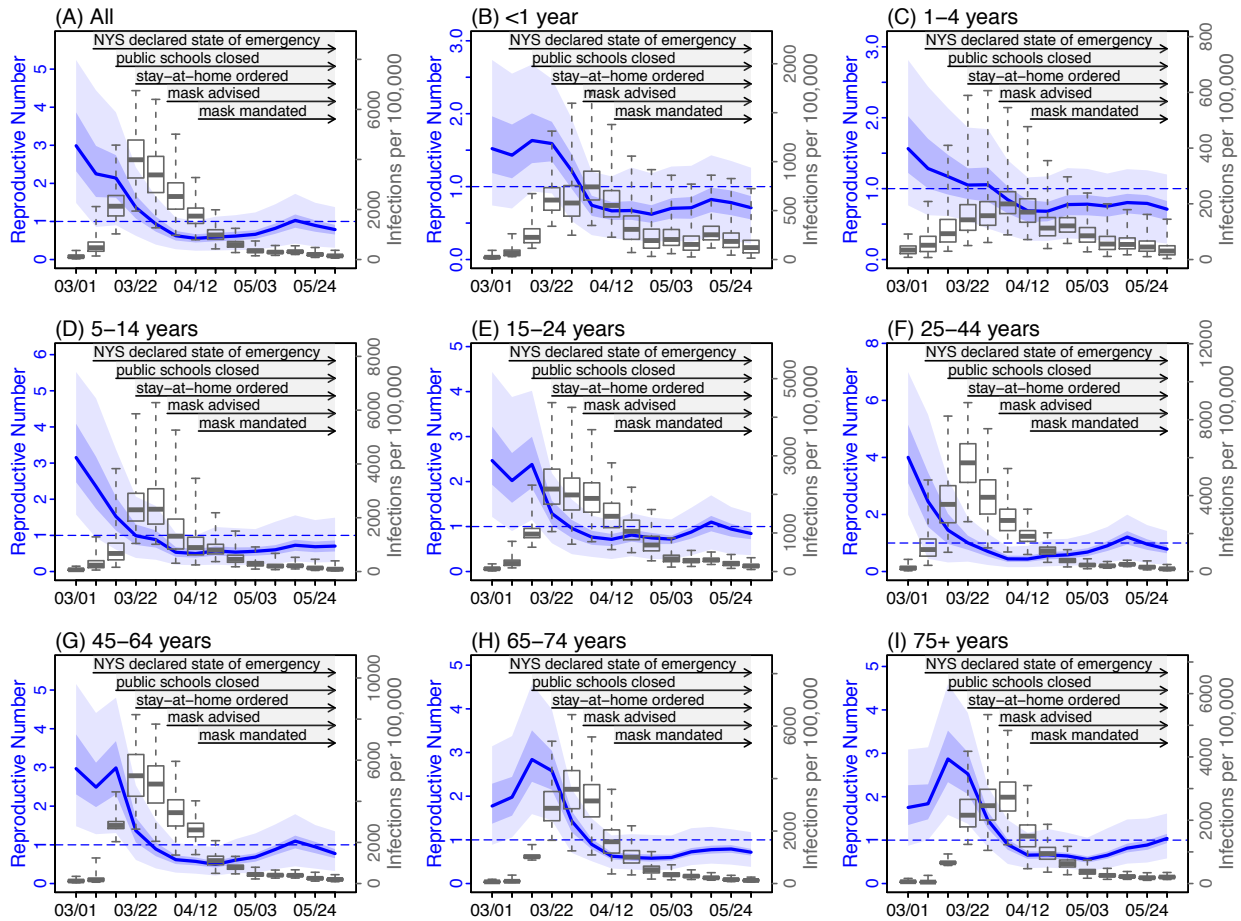 (A) All
NYS declared state of emergency
public schools closed
stay−at−home ordered
mask advised
mask mandated
Reproductive Number
0 1 2 3 4 5
Infections per 100,000
0 2000 6000
03/01 03/22 04/12 05/03 05/24
(B) <1 year
NYS declared state of emergency
public schools closed
stay−at−home ordered
mask advised
mask mandated
Reproductive Number
0.0 1.0 2.0 3.0
Infections per 100,000
0 500 1000 2000
03/01 03/22 04/12 05/03 05/24
(C) 1−4 years
NYS declared state of emergency
public schools closed
stay−at−home ordered
mask advised
mask mandated
Reproductive Number
0.0 1.0 2.0 3.0
Infections per 100,000
0 200 400 600 800
03/01 03/22 04/12 05/03 05/24
(D) 5−14 years
NYS declared state of emergency
public schools closed
stay−at−home ordered
mask advised
mask mandated
Reproductive Number
0 1 2 3 4 5 6
Infections per 100,000
0 2000 4000 6000 8000
03/01 03/22 04/12 05/03 05/24
(E) 15−24 years
NYS declared state of emergency
public schools closed
stay−at−home ordered
mask advised
mask mandated
Reproductive Number
0 1 2 3 4 5
Infections per 100,000
0 1000 3000 5000
03/01 03/22 04/12 05/03 05/24
(F) 25−44 years
NYS declared state of emergency
public schools closed
stay−at−home ordered
mask advised
mask mandated
Reproductive Number
0 2 4 6 8
Infections per 100,000
0 4000 8000 12000
03/01 03/22 04/12 05/03 05/24
(G) 45−64 years
NYS declared state of emergency
public schools closed
stay−at−home ordered
mask advised
mask mandated
Reproductive Number
0 1 2 3 4 5
Infections per 100,000
0 2000 6000 10000
03/01 03/22 04/12 05/03 05/24
(H) 65−74 years
NYS declared state of emergency
public schools closed
stay−at−home ordered
mask advised
mask mandated
Reproductive Number
0 1 2 3 4 5
Infections per 100,000
0 2000 6000
03/01 03/22 04/12 05/03 05/24
(I) 75+ years
NYS declared state of emergency
public schools closed
stay−at−home ordered
mask advised
mask mandated
Reproductive Number
0 1 2 3 4 5
Infections per 100,000
0 2000 4000 6000
03/01 03/22 04/12 05/03 05/24